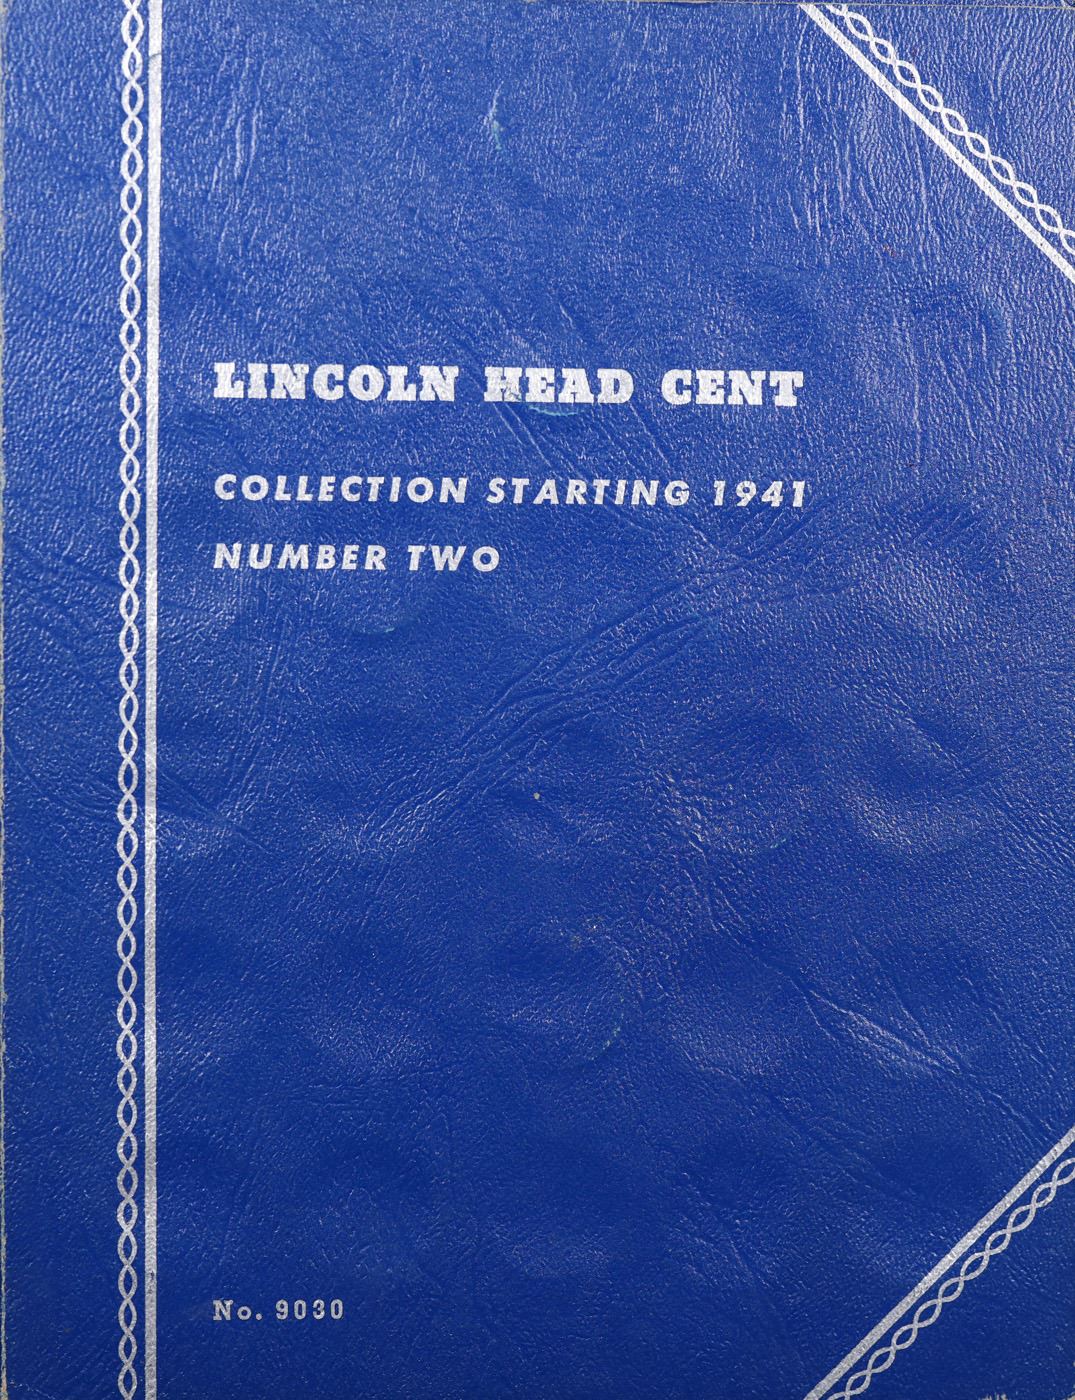 LINCOLN HEAD CENT
COLLECTION STARTING 1941
NUMBER TWO
No. 9030